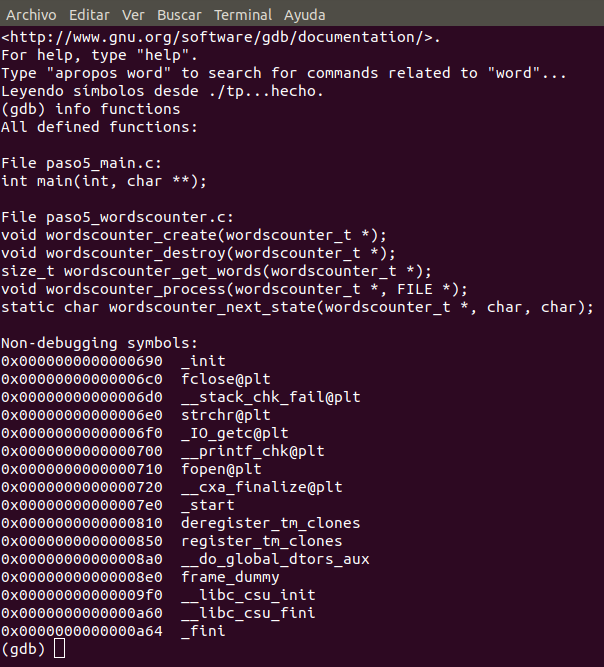 Archivo Editar Ver Buscar Terminal Ayuda
<http://www.gnu.org/software/gdb/documentation/>.
For help, type "help".
Type "apropos word" to search for commands related to "word"...
Leyendo símbolos desde ./tp...hecho.
(gdb) info functions
All defined functions:

File paso5_main.c:
int main(int, char **);

File paso5_wordscounter.c:
void wordscounter_create(wordscounter_t *);
void wordscounter_destroy(wordscounter_t *);
size_t wordscounter_get_words(wordscounter_t *);
void wordscounter_process(wordscounter_t *, FILE *);
static char wordscounter_next_state(wordscounter_t *, char, char);

Non-debugging symbols:
0x0000000000000690  _init
0x00000000000006c0  fclose@plt
0x00000000000006d0  __stack_chk_fail@plt
0x00000000000006e0  strchr@plt
0x00000000000006f0  _IO_getc@plt
0x0000000000000700  __printf_chk@plt
0x0000000000000710  fopen@plt
0x0000000000000720  __cxa_finalize@plt
0x00000000000007e0  _start
0x0000000000000810  deregister_tm_clones
0x0000000000000850  register_tm_clones
0x00000000000008a0  __do_global_dtors_aux
0x00000000000008e0  frame_dummy
0x00000000000009f0  __libc_csu_init
0x0000000000000a60  __libc_csu_fini
0x0000000000000a64  _fini
(gdb)